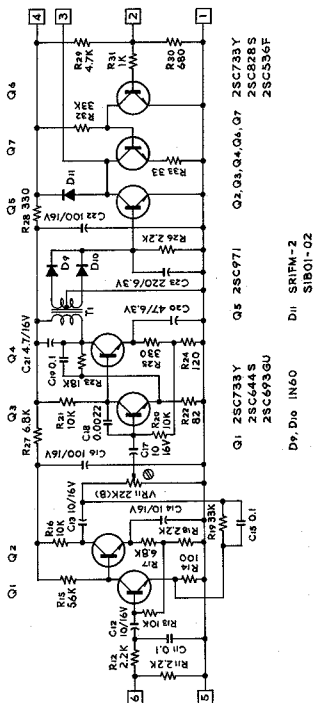 4
3
2
1
R29
4.7K
R31
1K
R30
680
Q6
R32
33K
Q7
D11
R33 33
Q5
R28 330
C22 100/16V
R26 2.2K
C23 220/6.3V
D9
D10
T1
C20 47/6.3V
Q4
C21 4.7/16V
C19 0.1
R23 18K
R25
330
R24
120
Q3
R27 6.8K
R21
10K
C18
0.0022
C17
10
16V
R20
10K
R22
82
C16 100/16V
VR11 22K(B)
C13 10/16V
C14 10/16V
R16
10K
Q2
R17
6.8K
R18 2.2K
R14
100
R19 33K
C15 0.1
Q1
R15
56K
C12
10/16V
R13 10K
R12
2.2K
C11 0.1
R11 2.2K
6
5
Q1 2SC733Y
2SC644S
2SC693GU
Q5 2SC971
Q2,Q3,Q4,Q6,Q7 2SC733Y
2SC828S
2SC536F
D9, D10 1N60
D11 SR1FM-2
S1B01-02